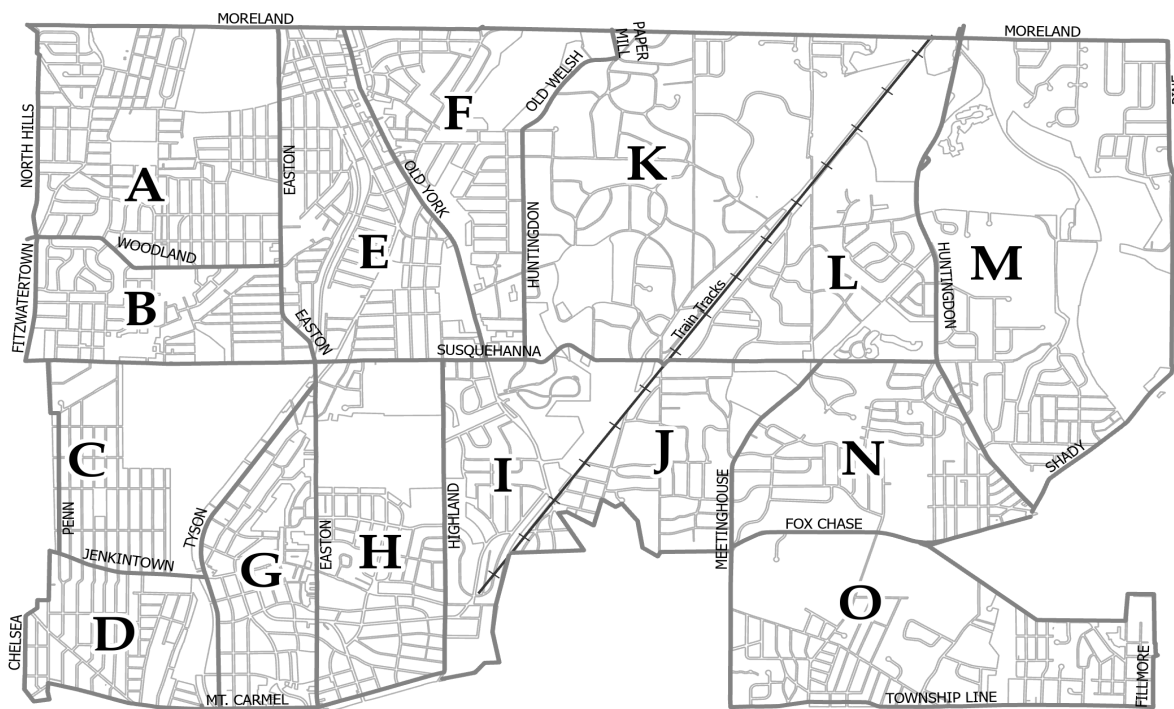 MORELAND
MORELAND
PAPER
MILL
OLD WELSH
F
NORTH HILLS
EASTON
K
A
OLD YORK
WOODLAND
E
HUNTINGDON
L
HUNTINGDON
M
FITZWATERTOWN
B
EASTON
Train Tracks
SUSQUEHANNA
C
I
J
N
SHADY
PENN
TYSON
HIGHLAND
MEETINGHOUSE
FOX CHASE
JENKINTOWN
G
EASTON
H
O
CHELSEA
D
MT. CARMEL
TOWNSHIP LINE
FILLMORE